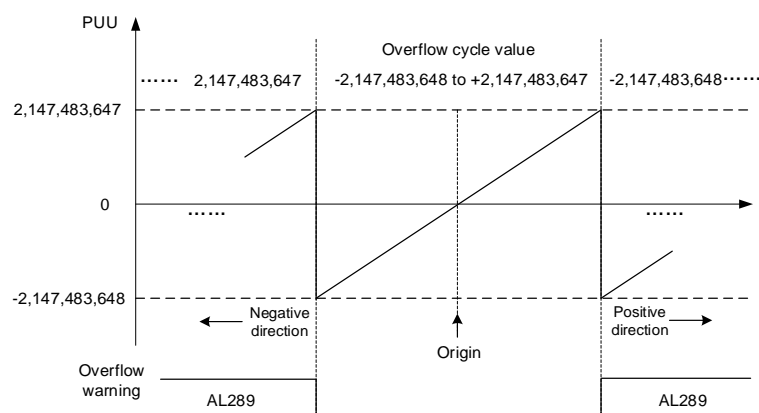 PUU
Overflow cycle value
…… 2,147,483,647
-2,147,483,648 to +2,147,483,647
-2,147,483,648 ……
2,147,483,647
0
……
……
-2,147,483,648
Negative
direction
Positive
direction
Origin
Overflow
warning
AL289
AL289